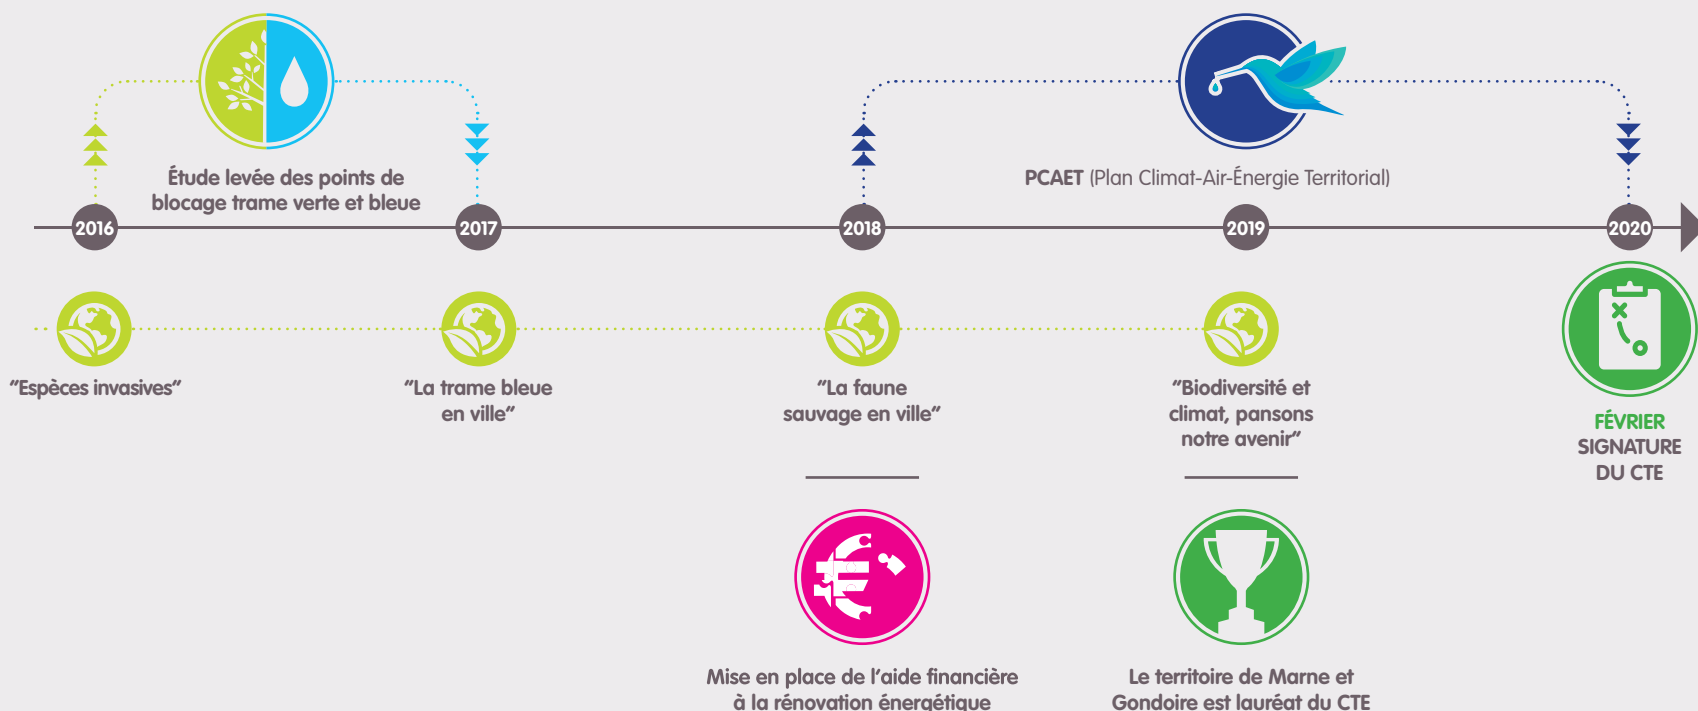 Étude levée des points de
blocage trame verte et bleue
PCAET (Plan Climat-Air-Énergie Territorial)
2016
2017
2018
2019
2020
"Espèces invasives"
"La trame bleue
en ville"
"La faune
sauvage en ville"
"Biodiversité et
climat, pansons
notre avenir"
FÉVRIER
SIGNATURE
DU CTE
Mise en place de l'aide financière
à la rénovation énergétique
Le territoire de Marne et
Gondoire est lauréat du CTE